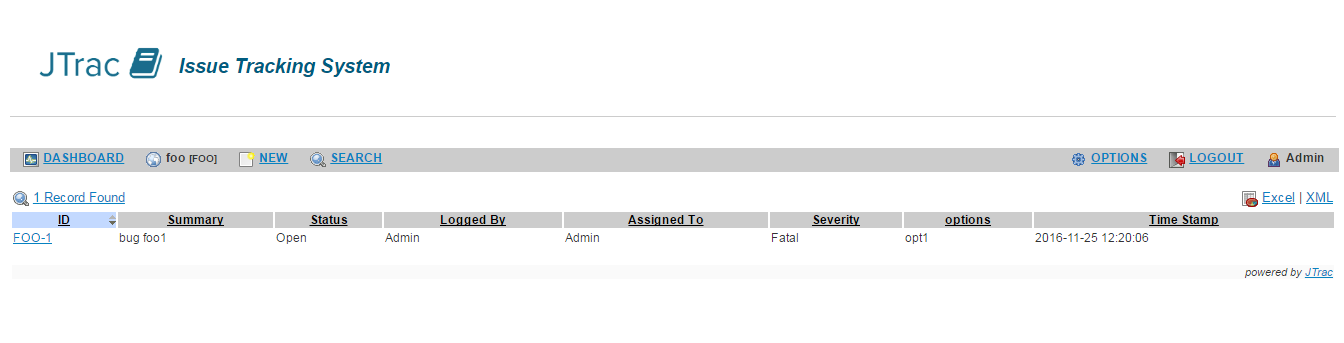 JTrac Issue Tracking System
DASHBOARD foo [FOO] NEW SEARCH OPTIONS LOGOUT Admin
1 Record Found Excel | XML
ID Summary Status Logged By Assigned To Severity options Time Stamp
FOO-1 bug foo1 Open Admin Admin Fatal opt1 2016-11-25 12:20:06
powered by JTrac